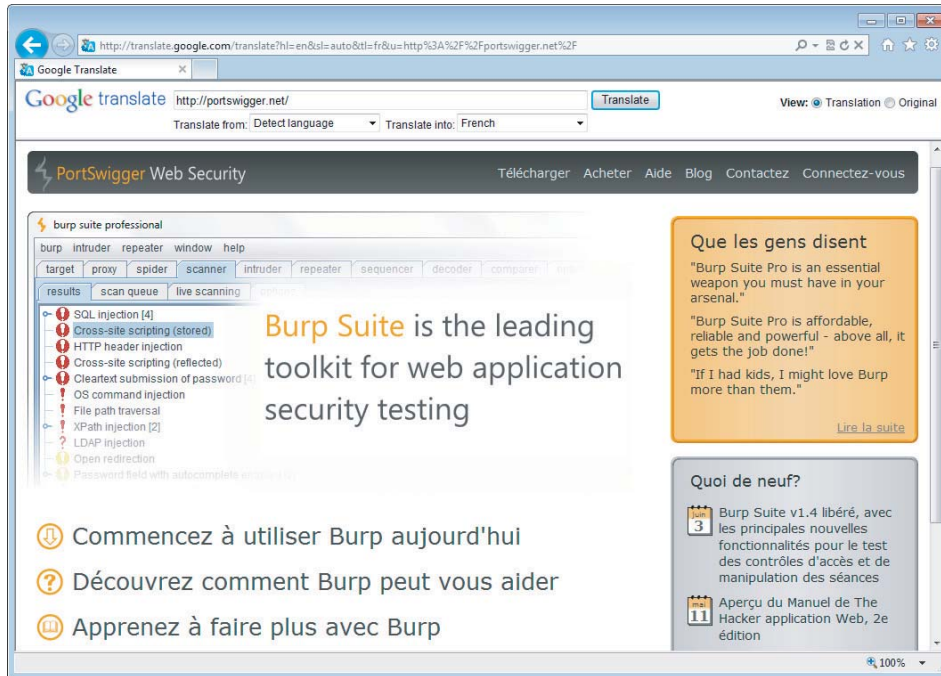 http://translate.google.com/translate?hl=en&sl=auto&tl=fr&u=http%3A%2F%2Fportswigger.net%2F
Google Translate
Google translate http://portswigger.net/ Translate View: Translation Original
Translate from: Detect language Translate into: French
PortSwigger Web Security Télécharger Acheter Aide Blog Contactez Connectez-vous
burp suite professional
burp intruder repeater window help
target proxy spider scanner intruder repeater sequencer decoder comparer
results scan queue live scanning options
SQL injection [4]
Cross-site scripting (stored)
HTTP header injection
Cross-site scripting (reflected)
Cleartext submission of password [4]
OS command injection
File path traversal
XPath injection [2]
LDAP injection
Open redirection
Password field with autocomplete
Burp Suite is the leading
toolkit for web application
security testing
Commencez à utiliser Burp aujourd'hui
Découvrez comment Burp peut vous aider
Apprenez à faire plus avec Burp
Que les gens disent
"Burp Suite Pro is an essential
weapon you must have in your
arsenal."
"Burp Suite Pro is affordable,
reliable and powerful - above all, it
gets the job done!"
"If I had kids, I might love Burp
more than them."
Lire la suite
Quoi de neuf?
juin
3
Burp Suite v1.4 libéré, avec
les principales nouvelles
fonctionnalités pour le test
des contrôles d'accès et de
manipulation des séances
mai
11
Aperçu du Manuel de The
Hacker application Web, 2e
édition
100%